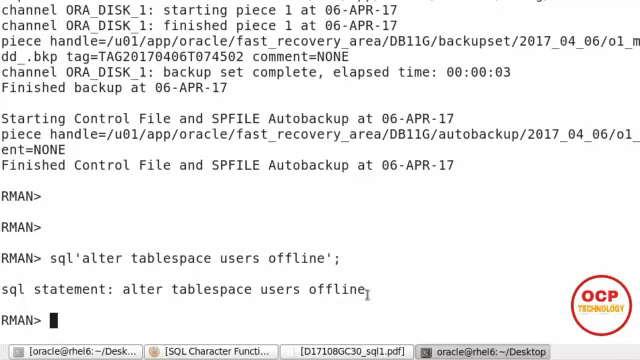 channel ORA_DISK_1: starting piece 1 at 06-APR-17
channel ORA_DISK_1: finished piece 1 at 06-APR-17
piece handle=/u01/app/oracle/fast_recovery_area/DB11G/backupset/2017_04_06/o1_m
dd_.bkp tag=TAG20170406T074502 comment=NONE
channel ORA_DISK_1: backup set complete, elapsed time: 00:00:03
Finished backup at 06-APR-17
Starting Control File and SPFILE Autobackup at 06-APR-17
piece handle=/u01/app/oracle/fast_recovery_area/DB11G/autobackup/2017_04_06/o1_
ent=NONE
Finished Control File and SPFILE Autobackup at 06-APR-17
RMAN>
RMAN>
RMAN> sql'alter tablespace users offline';
sql statement: alter tablespace users offline
RMAN>
OCP
TECHNOLOGY
[oracle@rhel6:~/Desk... [SQL Character Functi... [D17108GC30_sql1.pdf] oracle@rhel6:~/Desktop